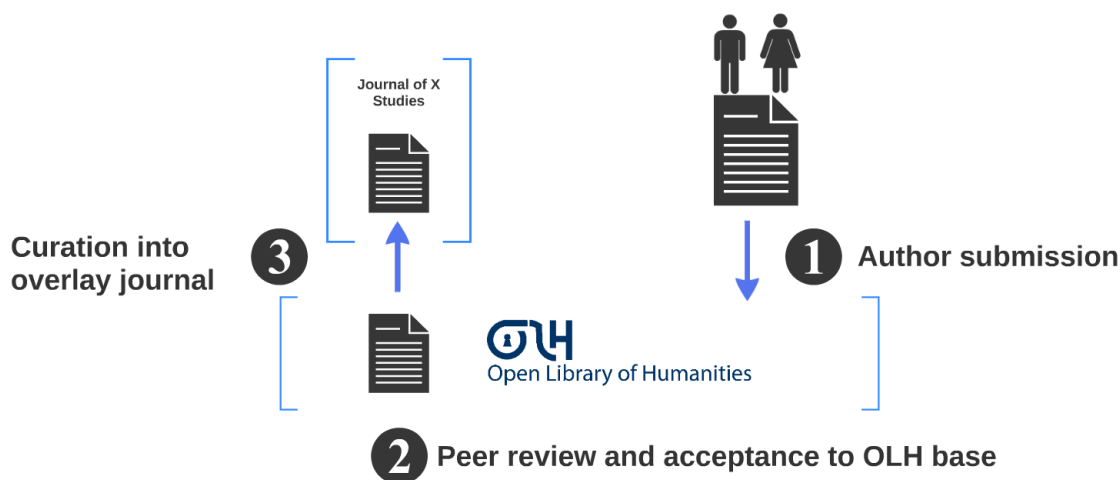 Journal of X
Studies
3
Curation into
overlay journal
1
Author submission
OLH
Open Library of Humanities
2
Peer review and acceptance to OLH base